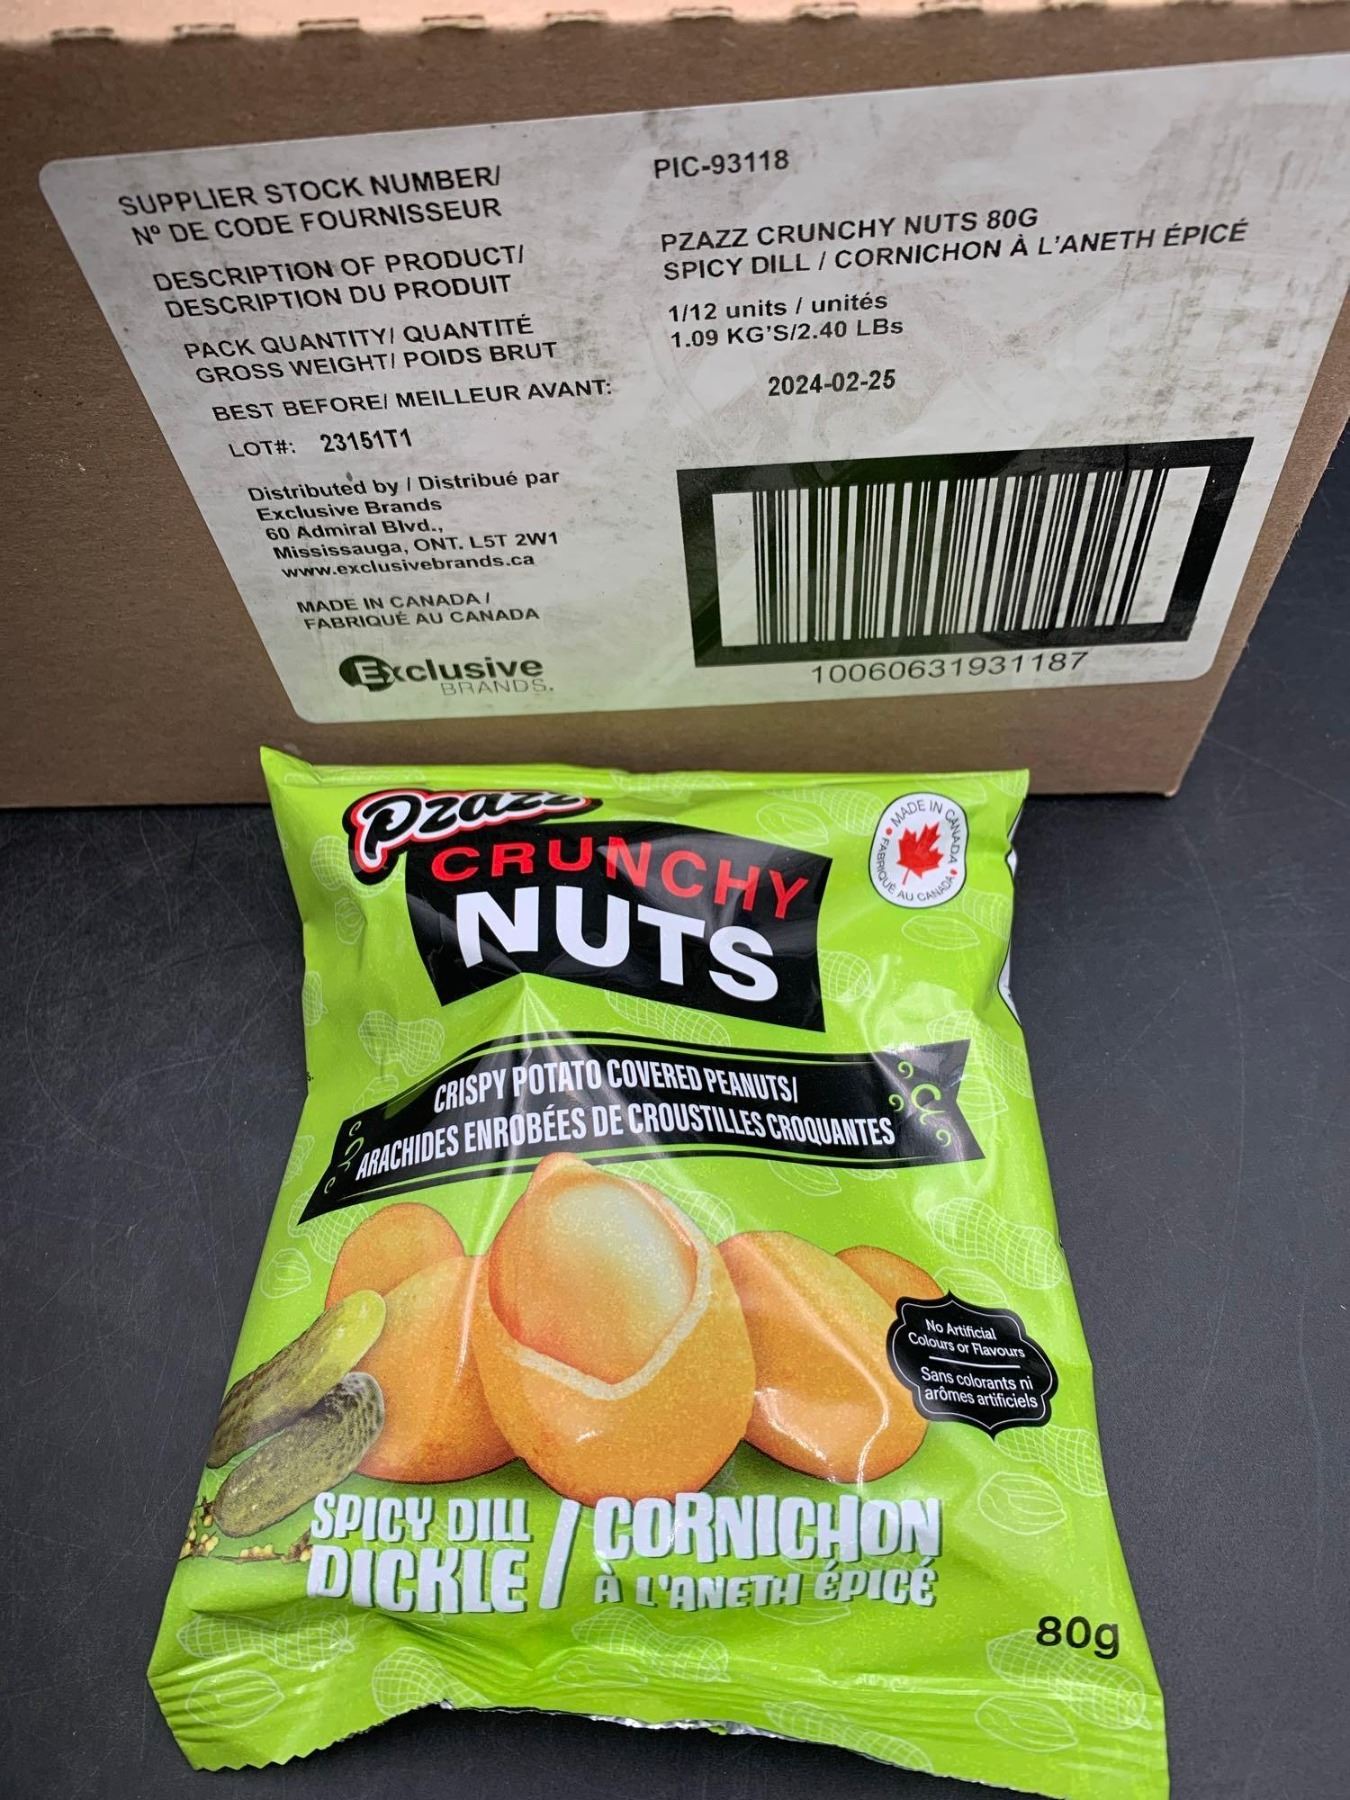 SUPPLIER STOCK NUMBER/
Nº DE CODE FOURNISSEUR
PIC-93118
DESCRIPTION OF PRODUCT/
DESCRIPTION DU PRODUIT
PZAZZ CRUNCHY NUTS 80G
SPICY DILL / CORNICHON À L'ANETH ÉPICÉ
PACK QUANTITY/ QUANTITÉ
GROSS WEIGHT/ POIDS BRUT
1/12 units / unités
1.09 KG'S/2.40 LBs
BEST BEFORE/ MEILLEUR AVANT:
2024-02-25
LOT#: 23151T1
Distributed by / Distribué par
Exclusive Brands
60 Admiral Blvd.,
Mississauga, ONT. L5T 2W1
www.exclusivebrands.ca
MADE IN CANADA /
FABRIQUÉ AU CANADA
Exclusive
BRANDS.
10060631931187
Pzazz
CRUNCHY
NUTS
MADE IN CANADA
FABRIQUÉ AU CANADA
CRISPY POTATO COVERED PEANUTS/
ARACHIDES ENROBÉES DE CROUSTILLES CROQUANTES
No Artificial
Colours or Flavours
Sans colorants ni
arômes artificiels
SPICY DILL
PICKLE /
CORNICHON
À L'ANETH ÉPICÉ
80g